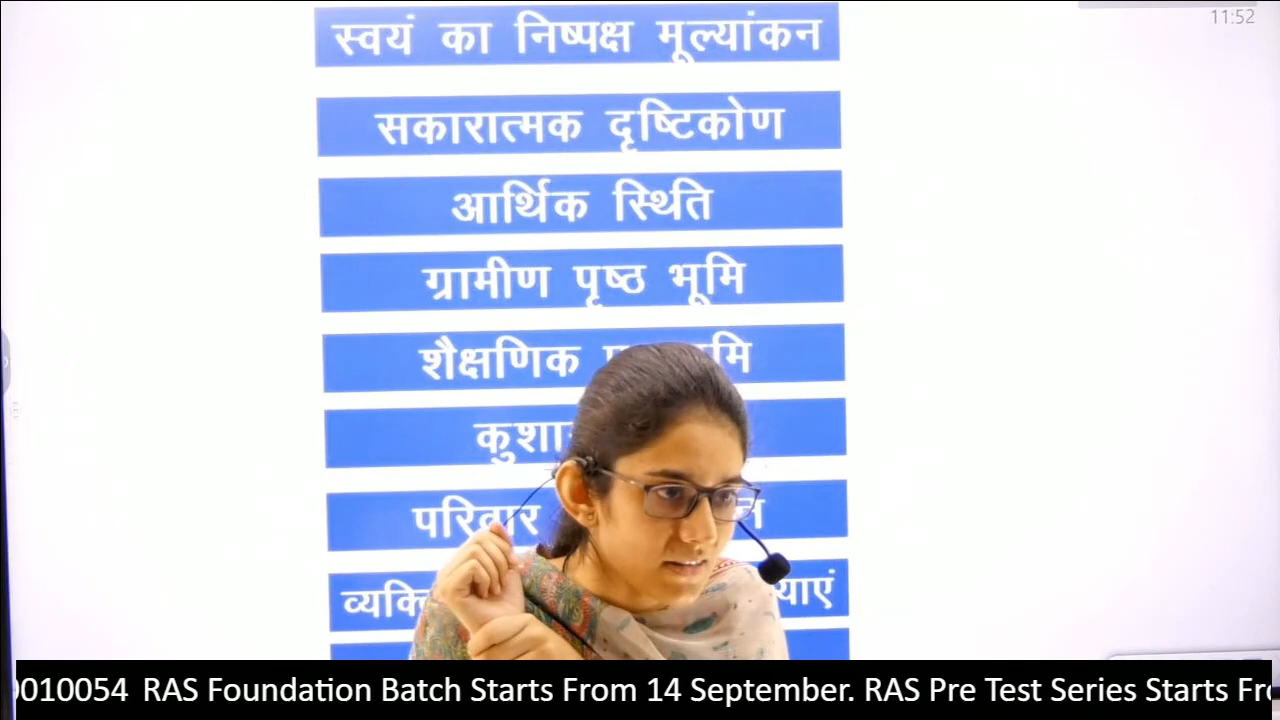 11:52
स्वयं का निष्पक्ष मूल्यांकन
सकारात्मक दृष्टिकोण
आर्थिक स्थिति
ग्रामीण पृष्ठ भूमि
शैक्षणिक
परिवार
010054 RAS Foundation Batch Starts From 14 September. RAS Pre Test Series Starts